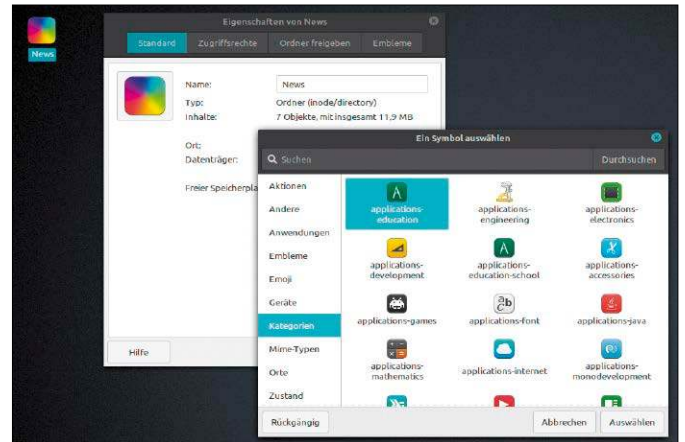 News
Eigenschaften von News
Standard Zugriffsrechte Ordner freigeben Embleme
Name: News
Typ: Ordner (inode/directory)
Inhalte: 7 Objekte, mit insgesamt 11,9 MB
Ort:
Datenträger:
Freier Speicherpla
Hilfe
Ein Symbol auswählen
Suchen Durchsuchen
Aktionen
Andere
Anwendungen
Embleme
Emoji
Geräte
Kategorien
Mime-Typen
Orte
Zustand
applications-
education
applications-
engineering
applications-
electronics
applications-
development
applications-
education-school
applications-
accessories
applications-games
applications-font
applications-java
applications-
mathematics
applications-internet
applications-
monodevelopment
Rückgängig Abbrechen Auswählen